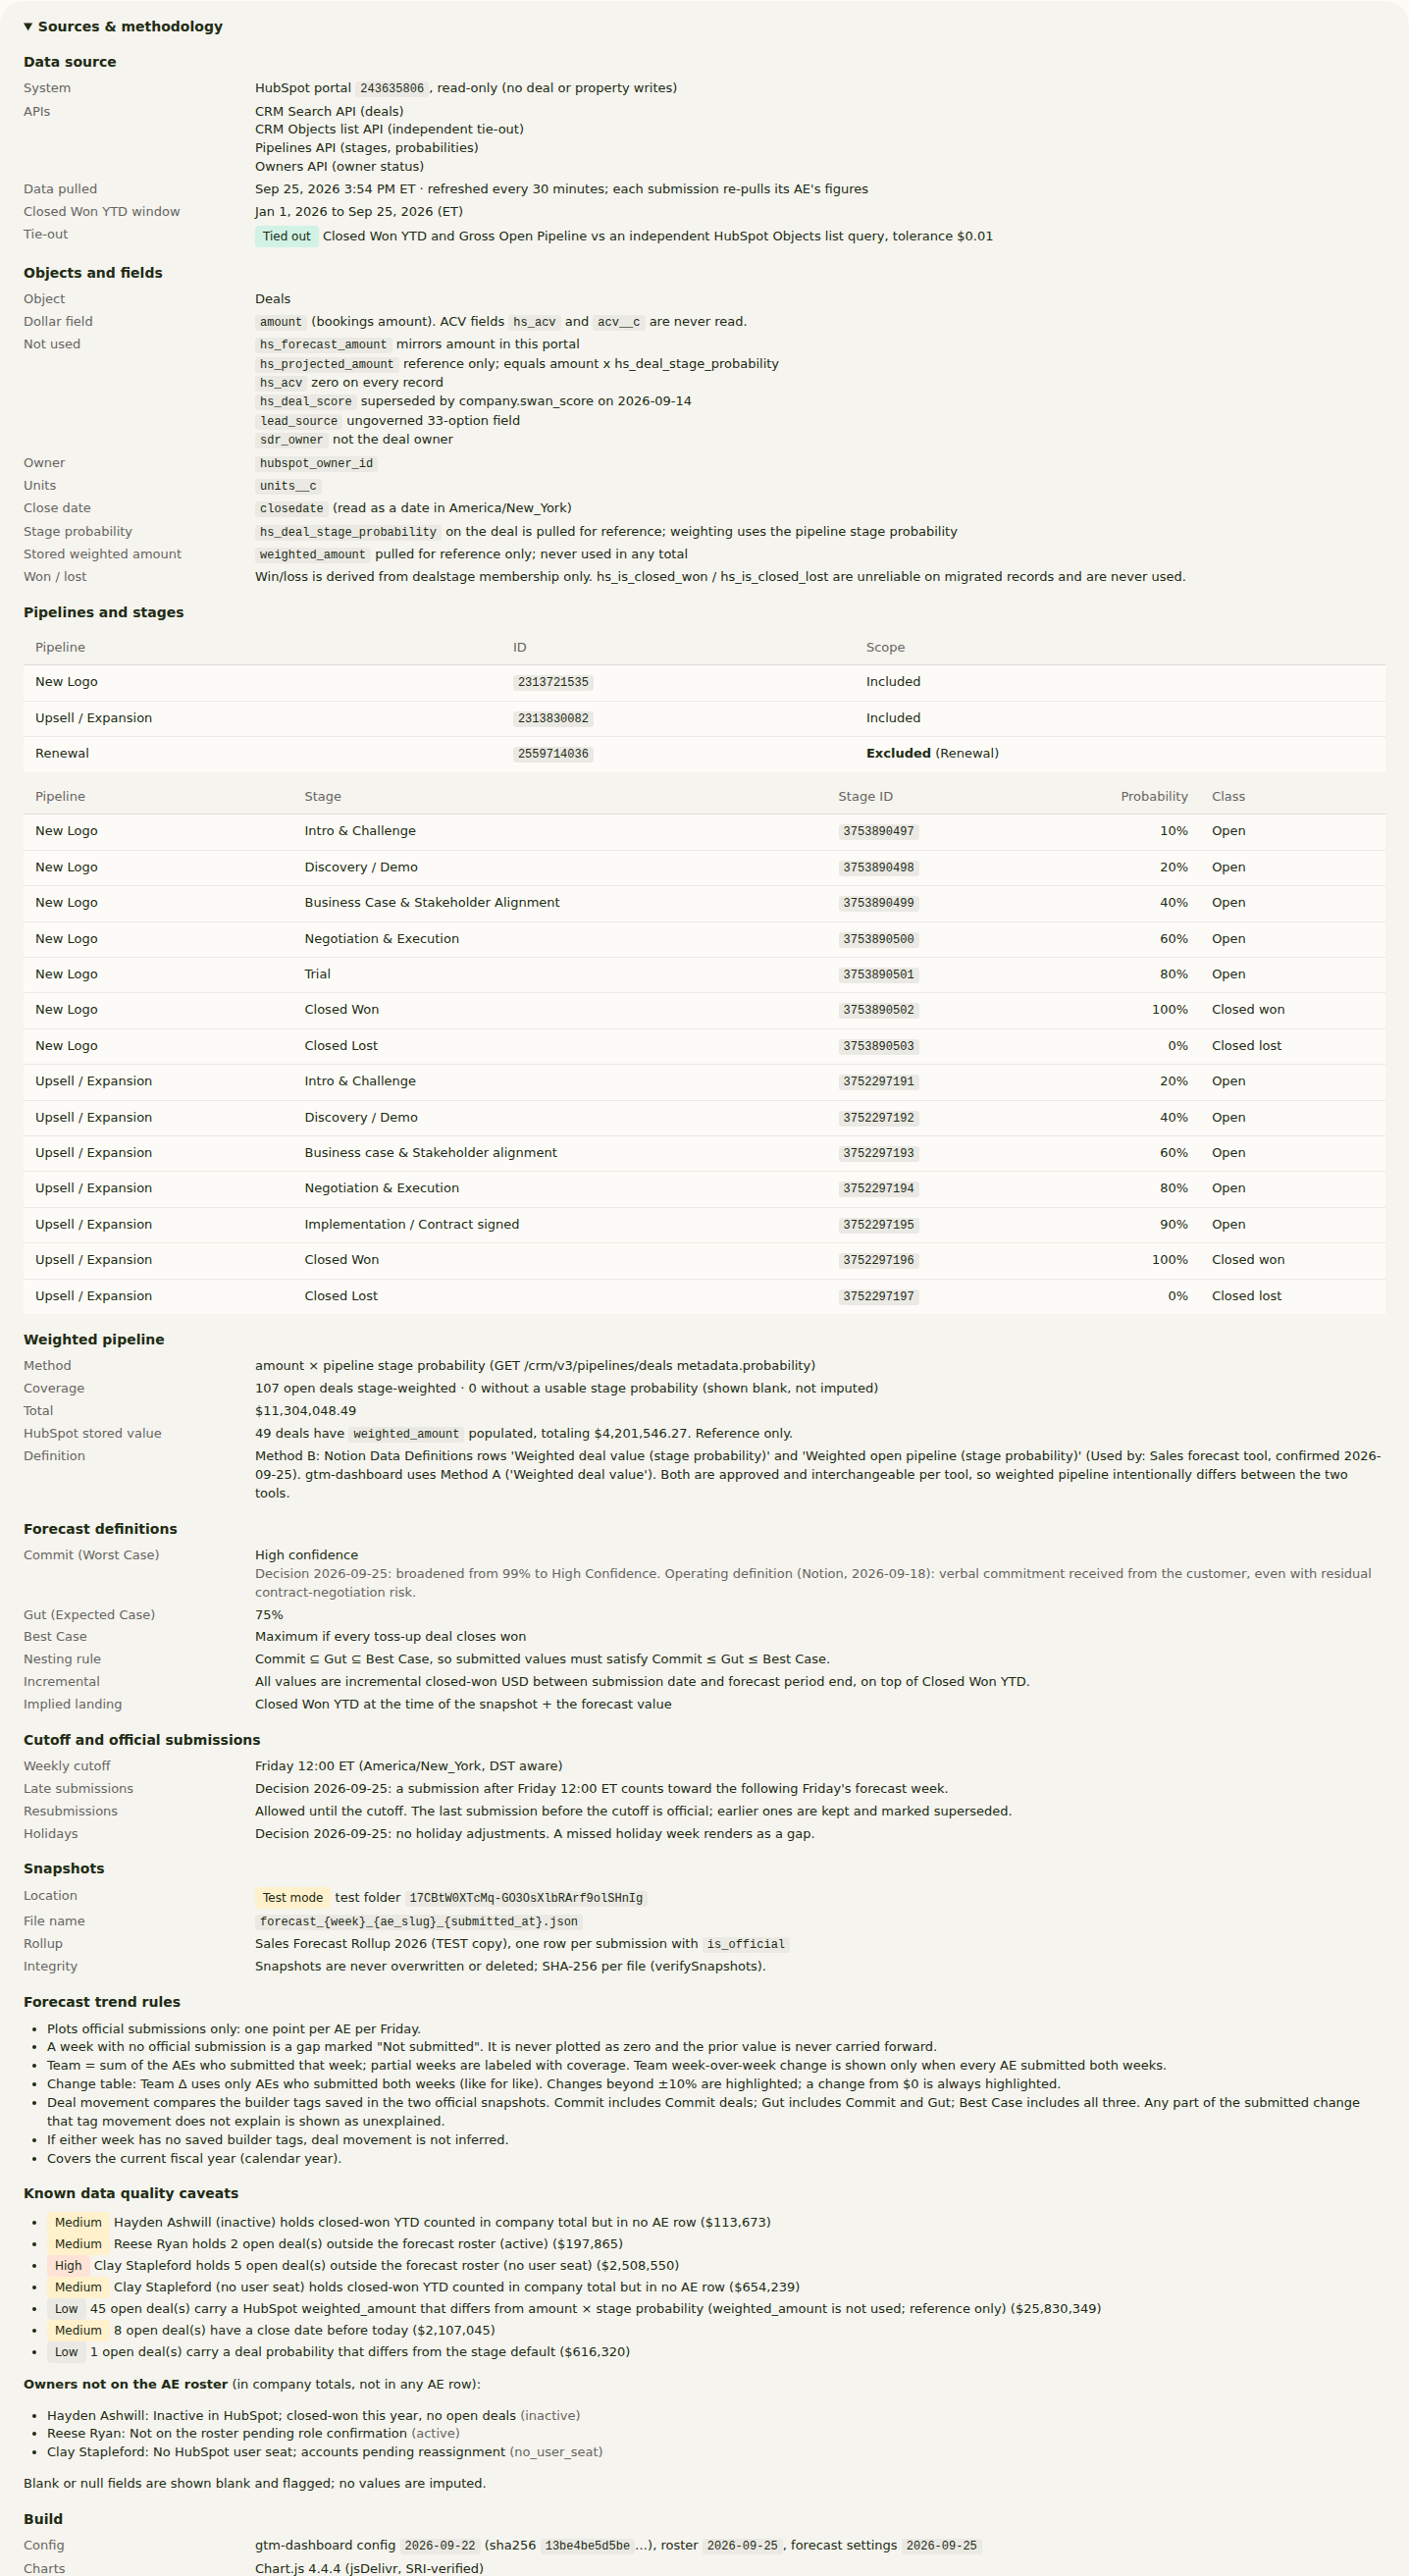 ▼ Sources & methodology
Data source
System HubSpot portal 243635806, read-only (no deal or property writes)
APIs CRM Search API (deals)
CRM Objects list API (independent tie-out)
Pipelines API (stages, probabilities)
Owners API (owner status)
Data pulled Sep 25, 2026 3:54 PM ET · refreshed every 30 minutes; each submission re-pulls its AE's figures
Closed Won YTD window Jan 1, 2026 to Sep 25, 2026 (ET)
Tie-out Tied out Closed Won YTD and Gross Open Pipeline vs an independent HubSpot Objects list query, tolerance $0.01
Objects and fields
Object Deals
Dollar field amount (bookings amount). ACV fields hs_acv and acv__c are never read.
Not used hs_forecast_amount mirrors amount in this portal
hs_projected_amount reference only; equals amount x hs_deal_stage_probability
hs_acv zero on every record
hs_deal_score superseded by company.swan_score on 2026-09-14
lead_source ungoverned 33-option field
sdr_owner not the deal owner
Owner hubspot_owner_id
Units units__c
Close date closedate (read as a date in America/New_York)
Stage probability hs_deal_stage_probability on the deal is pulled for reference; weighting uses the pipeline stage probability
Stored weighted amount weighted_amount pulled for reference only; never used in any total
Won / lost Win/loss is derived from dealstage membership only. hs_is_closed_won / hs_is_closed_lost are unreliable on migrated records and are never used.
Pipelines and stages
Pipeline ID Scope
New Logo 2313721535 Included
Upsell / Expansion 2313830082 Included
Renewal 2559714036 Excluded (Renewal)
Pipeline Stage Stage ID Probability Class
New Logo Intro & Challenge 3753890497 10% Open
New Logo Discovery / Demo 3753890498 20% Open
New Logo Business Case & Stakeholder Alignment 3753890499 40% Open
New Logo Negotiation & Execution 3753890500 60% Open
New Logo Trial 3753890501 80% Open
New Logo Closed Won 3753890502 100% Closed won
New Logo Closed Lost 3753890503 0% Closed lost
Upsell / Expansion Intro & Challenge 3752297191 20% Open
Upsell / Expansion Discovery / Demo 3752297192 40% Open
Upsell / Expansion Business case & Stakeholder alignment 3752297193 60% Open
Upsell / Expansion Negotiation & Execution 3752297194 80% Open
Upsell / Expansion Implementation / Contract signed 3752297195 90% Open
Upsell / Expansion Closed Won 3752297196 100% Closed won
Upsell / Expansion Closed Lost 3752297197 0% Closed lost
Weighted pipeline
Method amount × pipeline stage probability (GET /crm/v3/pipelines/deals metadata.probability)
Coverage 107 open deals stage-weighted · 0 without a usable stage probability (shown blank, not imputed)
Total $11,304,048.49
HubSpot stored value 49 deals have weighted_amount populated, totaling $4,201,546.27. Reference only.
Definition Method B: Notion Data Definitions rows 'Weighted deal value (stage probability)' and 'Weighted open pipeline (stage probability)' (Used by: Sales forecast tool, confirmed 2026-
09-25). gtm-dashboard uses Method A ('Weighted deal value'). Both are approved and interchangeable per tool, so weighted pipeline intentionally differs between the two
tools.
Forecast definitions
Commit (Worst Case) High confidence
Decision 2026-09-25: broadened from 99% to High Confidence. Operating definition (Notion, 2026-09-18): verbal commitment received from the customer, even with residual
contract-negotiation risk.
Gut (Expected Case) 75%
Best Case Maximum if every toss-up deal closes won
Nesting rule Commit ⊆ Gut ⊆ Best Case, so submitted values must satisfy Commit ≤ Gut ≤ Best Case.
Incremental All values are incremental closed-won USD between submission date and forecast period end, on top of Closed Won YTD.
Implied landing Closed Won YTD at the time of the snapshot + the forecast value
Cutoff and official submissions
Weekly cutoff Friday 12:00 ET (America/New_York, DST aware)
Late submissions Decision 2026-09-25: a submission after Friday 12:00 ET counts toward the following Friday's forecast week.
Resubmissions Allowed until the cutoff. The last submission before the cutoff is official; earlier ones are kept and marked superseded.
Holidays Decision 2026-09-25: no holiday adjustments. A missed holiday week renders as a gap.
Snapshots
Location Test mode test folder 17CBtW0XTcMq-GO3OsXlbRArf9olSHnIg
File name forecast_{week}_{ae_slug}_{submitted_at}.json
Rollup Sales Forecast Rollup 2026 (TEST copy), one row per submission with is_official
Integrity Snapshots are never overwritten or deleted; SHA-256 per file (verifySnapshots).
Forecast trend rules
• Plots official submissions only: one point per AE per Friday.
• A week with no official submission is a gap marked "Not submitted". It is never plotted as zero and the prior value is never carried forward.
• Team = sum of the AEs who submitted that week; partial weeks are labeled with coverage. Team week-over-week change is shown only when every AE submitted both weeks.
• Change table: Team Δ uses only AEs who submitted both weeks (like for like). Changes beyond ±10% are highlighted; a change from $0 is always highlighted.
• Deal movement compares the builder tags saved in the two official snapshots. Commit includes Commit deals; Gut includes Commit and Gut; Best Case includes all three. Any part of the submitted change
that tag movement does not explain is shown as unexplained.
• If either week has no saved builder tags, deal movement is not inferred.
• Covers the current fiscal year (calendar year).
Known data quality caveats
• Medium Hayden Ashwill (inactive) holds closed-won YTD counted in company total but in no AE row ($113,673)
• Medium Reese Ryan holds 2 open deal(s) outside the forecast roster (active) ($197,865)
• High Clay Stapleford holds 5 open deal(s) outside the forecast roster (no user seat) ($2,508,550)
• Medium Clay Stapleford (no user seat) holds closed-won YTD counted in company total but in no AE row ($654,239)
• Low 45 open deal(s) carry a HubSpot weighted_amount that differs from amount × stage probability (weighted_amount is not used; reference only) ($25,830,349)
• Medium 8 open deal(s) have a close date before today ($2,107,045)
• Low 1 open deal(s) carry a deal probability that differs from the stage default ($616,320)
Owners not on the AE roster (in company totals, not in any AE row):
• Hayden Ashwill: Inactive in HubSpot; closed-won this year, no open deals (inactive)
• Reese Ryan: Not on the roster pending role confirmation (active)
• Clay Stapleford: No HubSpot user seat; accounts pending reassignment (no_user_seat)
Blank or null fields are shown blank and flagged; no values are imputed.
Build
Config gtm-dashboard config 2026-09-22 (sha256 13be4be5d5be…), roster 2026-09-25, forecast settings 2026-09-25
Charts Chart.js 4.4.4 (jsDelivr, SRI-verified)